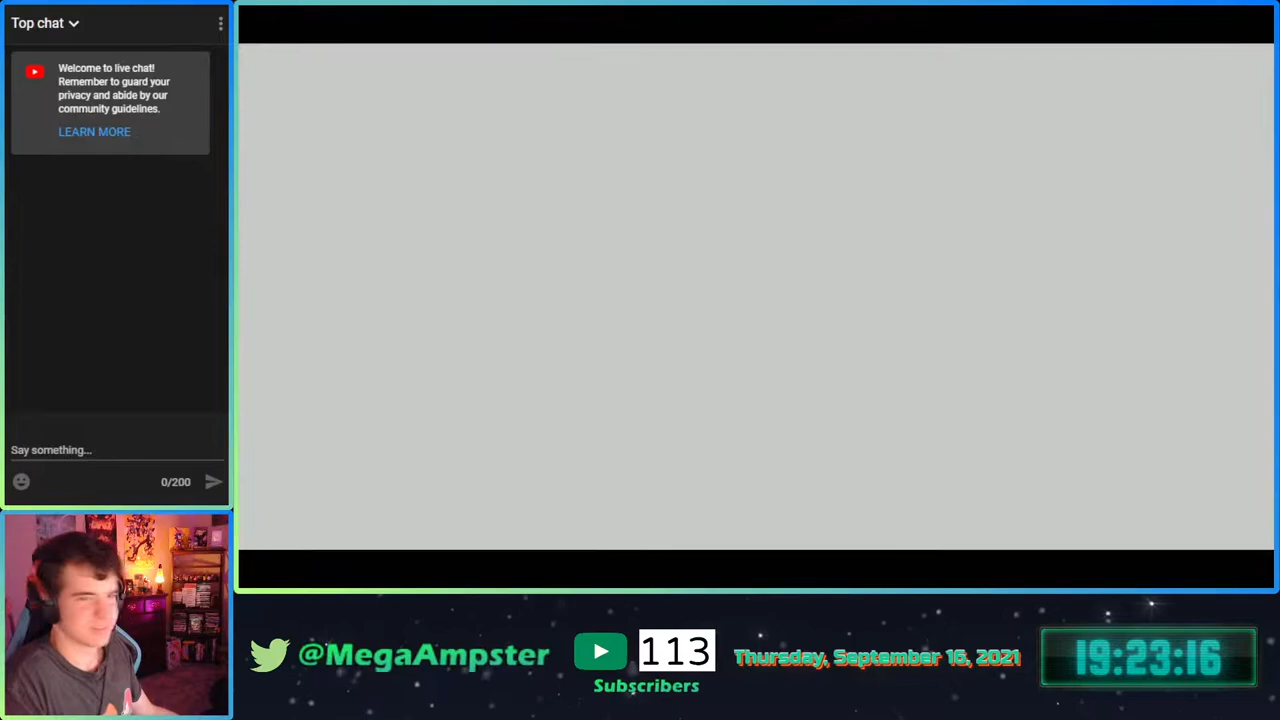 Top chat
Welcome to live chat!
Remember to guard your
privacy and abide by our
community guidelines.
LEARN MORE
Say something...
0/200
@MegaAmpster
113
Subscribers
Thursday, September 16, 2021
19:23:16